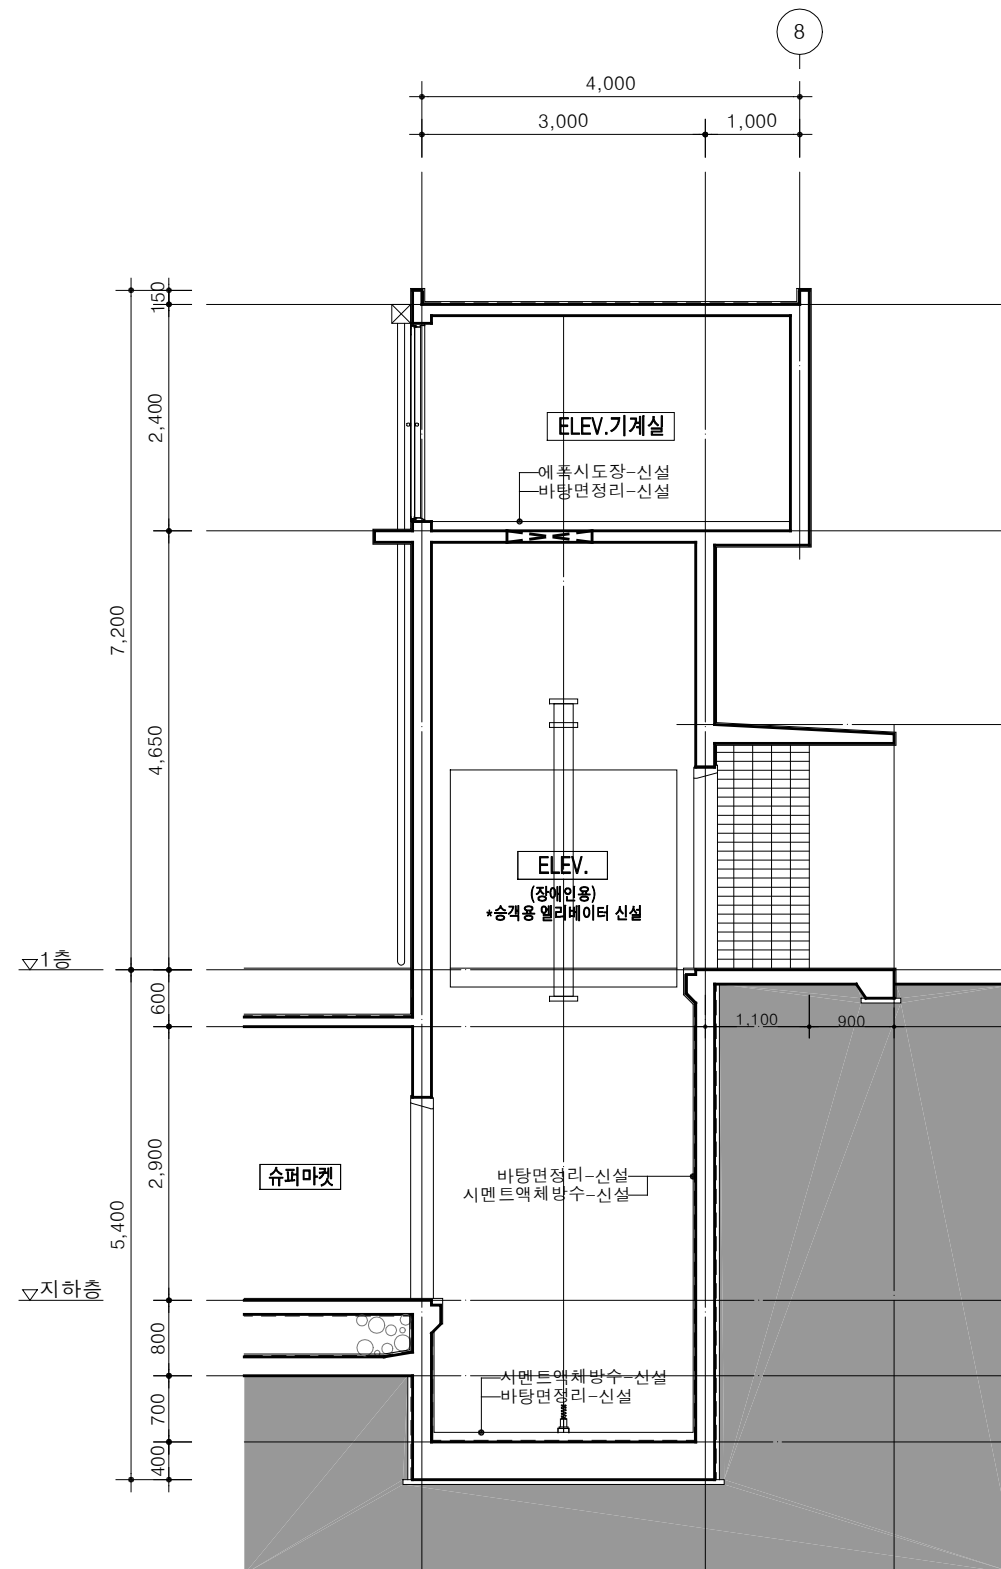 8
4,000
3,000
1,000
150
2,400
ELEV.기계실
에폭시도장-신설
바탕면정리-신설
7,200
4,650
ELEV.
(장애인용)
*승객용 엘리베이터 신설
1층
600
1,100
900
2,900
바탕면정리-신설
슈퍼마켓
시멘트액체방수-신설
5,400
지하층
800
시멘트액체방수-신설
바탕면정리-신설
700
400